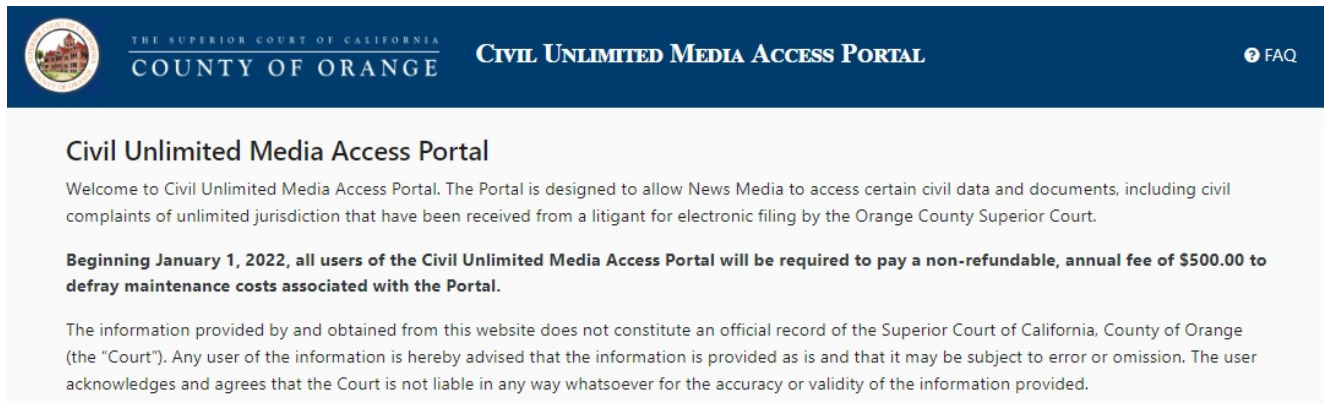 THE SUPERIOR COURT OF CALIFORNIA
COUNTY OF ORANGE
CIVIL UNLIMITED MEDIA ACCESS PORTAL
FAQ
Civil Unlimited Media Access Portal
Welcome to Civil Unlimited Media Access Portal. The Portal is designed to allow News Media to access certain civil data and documents, including civil
complaints of unlimited jurisdiction that have been received from a litigant for electronic filing by the Orange County Superior Court.
Beginning January 1, 2022, all users of the Civil Unlimited Media Access Portal will be required to pay a non-refundable, annual fee of $500.00 to
defray maintenance costs associated with the Portal.
The information provided by and obtained from this website does not constitute an official record of the Superior Court of California, County of Orange
(the “Court”). Any user of the information is hereby advised that the information is provided as is and that it may be subject to error or omission. The user
acknowledges and agrees that the Court is not liable in any way whatsoever for the accuracy or validity of the information provided.